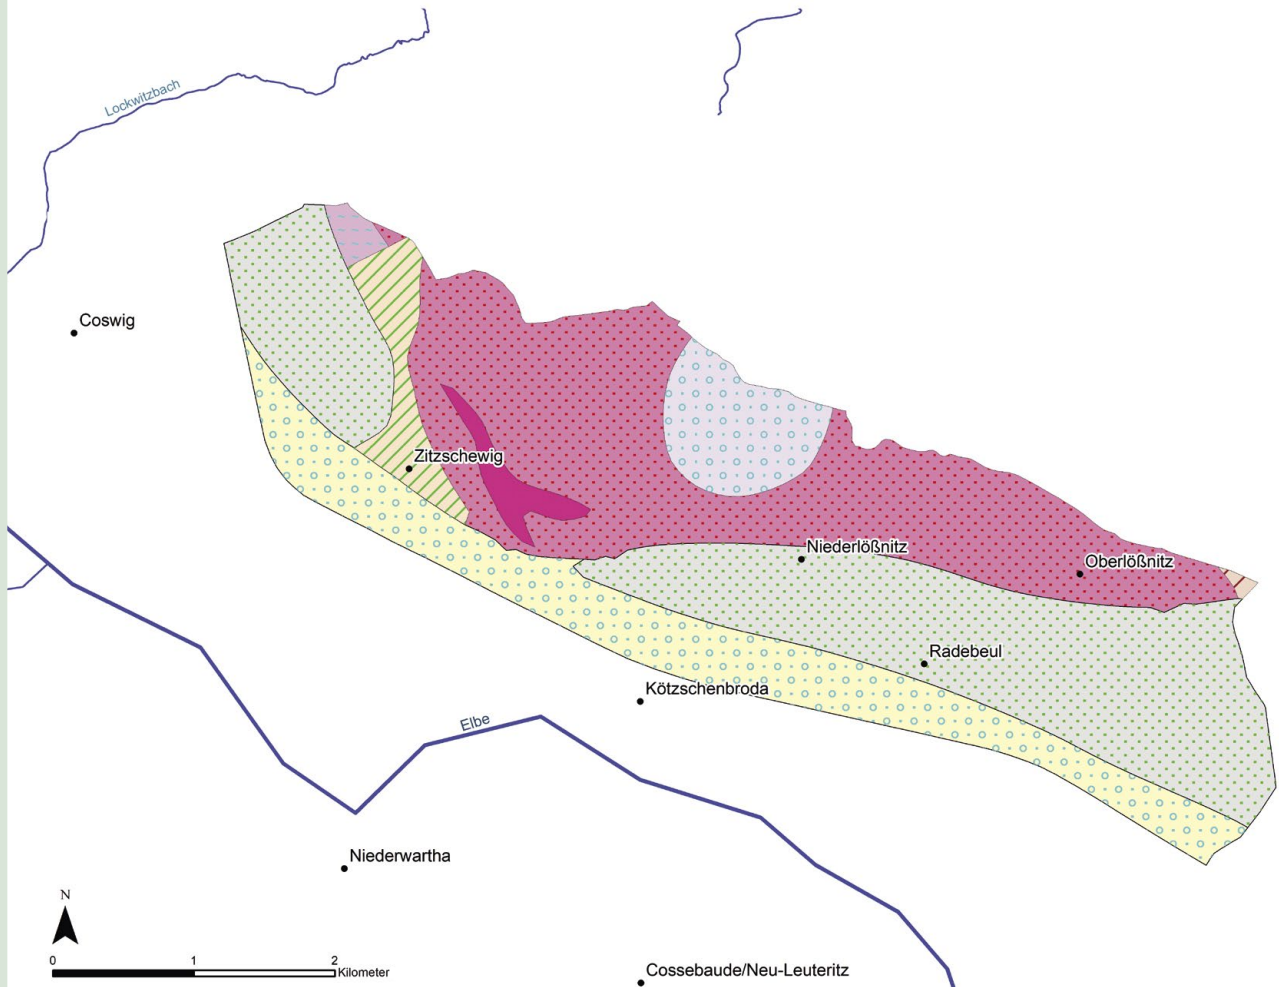 Lockwitzbach
Coswig
Zitzschewig
Niederlößnitz
Oberlößnitz
Radebeul
Kötzschenbroda
Elbe
Niederwartha
N
0 1 2
Kilometer
Cossebaude/Neu-Leuteritz